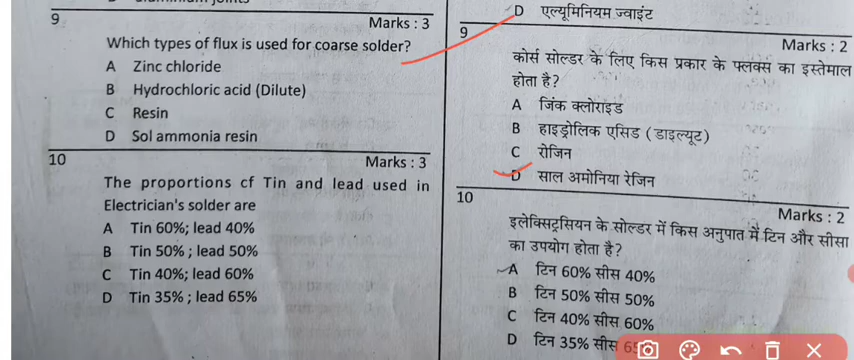 9
Marks : 3
Which types of flux is used for coarse solder?
A Zinc chloride
B Hydrochloric acid (Dilute)
C Resin
D Sol ammonia resin
10
Marks : 3
The proportions cf Tin and lead used in
Electrician's solder are
A Tin 60%; lead 40%
B Tin 50% ; lead 50%
C Tin 40%; lead 60%
D Tin 35% ; lead 65%
D एल्यूमिनियम ज्वाइंट
9
Marks : 2
कोर्स सोल्डर के लिए किस प्रकार के फ्लक्स का इस्तेमाल
होता है?
A जिंक क्लोराइड
B हाइड्रोलिक एसिड (डाइल्यूट)
C रोजिन
D साल अमोनिया रेजिन
10
Marks : 2
इलेक्सिट्रसियन के सोल्डर में किस अनुपात में टिन और सीसा
का उपयोग होता है?
A टिन 60% सीस 40%
B टिन 50% सीस 50%
C टिन 40% सीस 60%
D टिन 35% सीस